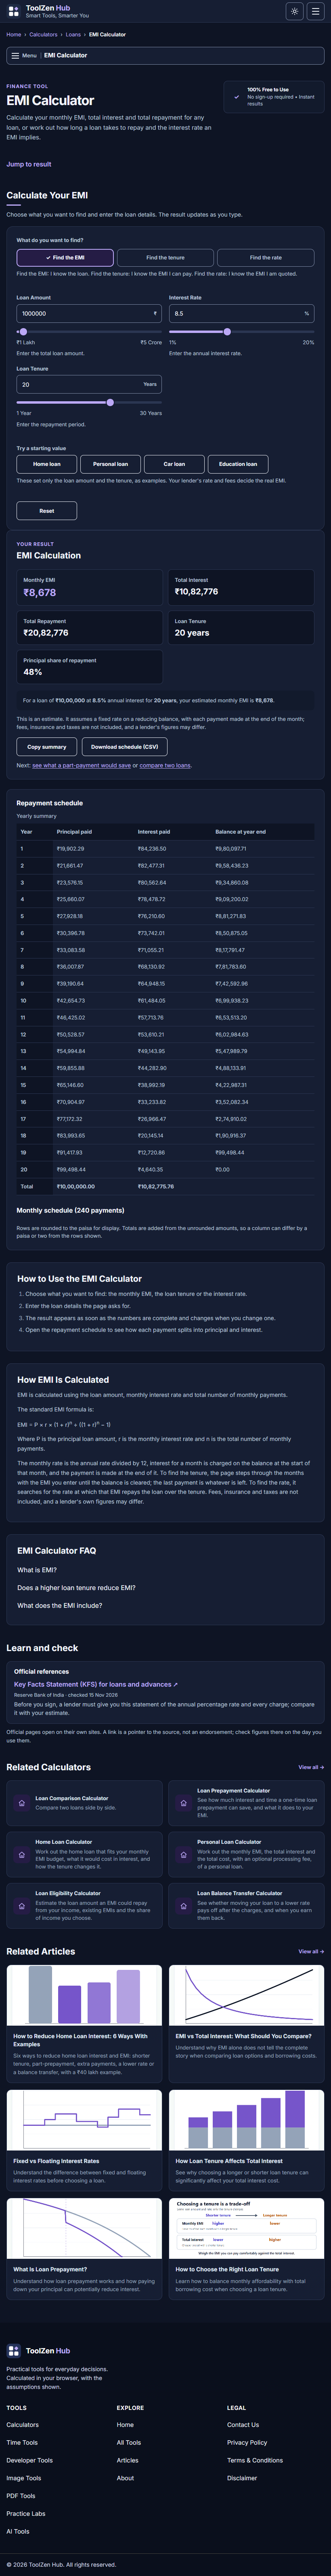 ToolZen Hub
Smart Tools, Smarter You
Home › Calculators › Loans › EMI Calculator
Menu | EMI Calculator
FINANCE TOOL
EMI Calculator
Calculate your monthly EMI, total interest and total repayment for any
loan, or work out how long a loan takes to repay and the interest rate an
EMI implies.
✓ 100% Free to Use
No sign-up required • Instant
results
Jump to result
Calculate Your EMI
Choose what you want to find and enter the loan details. The result updates as you type.
What do you want to find?
✓ Find the EMI
Find the tenure
Find the rate
Find the EMI: I know the loan. Find the tenure: I know the EMI I can pay. Find the rate: I know the EMI I am quoted.
Loan Amount
1000000 ₹
₹1 Lakh ₹5 Crore
Enter the total loan amount.
Interest Rate
8.5 %
1% 20%
Enter the annual interest rate.
Loan Tenure
20 Years
1 Year 30 Years
Enter the repayment period.
Try a starting value
Home loan
Personal loan
Car loan
Education loan
These set only the loan amount and the tenure, as examples. Your lender's rate and fees decide the real EMI.
Reset
YOUR RESULT
EMI Calculation
Monthly EMI
₹8,678
Total Interest
₹10,82,776
Total Repayment
₹20,82,776
Loan Tenure
20 years
Principal share of repayment
48%
For a loan of ₹10,00,000 at 8.5% annual interest for 20 years, your estimated monthly EMI is ₹8,678.
This is an estimate. It assumes a fixed rate on a reducing balance, with each payment made at the end of the month;
fees, insurance and taxes are not included, and a lender's figures may differ.
Copy summary
Download schedule (CSV)
Next: see what a part-payment would save or compare two loans.
Repayment schedule
Yearly summary
Year Principal paid Interest paid Balance at year end
1 ₹19,902.29 ₹84,236.50 ₹9,80,097.71
2 ₹21,661.47 ₹82,477.31 ₹9,58,436.23
3 ₹23,576.15 ₹80,562.64 ₹9,34,860.08
4 ₹25,660.07 ₹78,478.72 ₹9,09,200.02
5 ₹27,928.18 ₹76,210.60 ₹8,81,271.83
6 ₹30,396.78 ₹73,742.01 ₹8,50,875.05
7 ₹33,083.58 ₹71,055.21 ₹8,17,791.47
8 ₹36,007.87 ₹68,130.92 ₹7,81,783.60
9 ₹39,190.64 ₹64,948.15 ₹7,42,592.96
10 ₹42,654.73 ₹61,484.05 ₹6,99,938.23
11 ₹46,425.02 ₹57,713.76 ₹6,53,513.20
12 ₹50,528.57 ₹53,610.21 ₹6,02,984.63
13 ₹54,994.84 ₹49,143.95 ₹5,47,989.79
14 ₹59,855.88 ₹44,282.90 ₹4,88,133.91
15 ₹65,146.60 ₹38,992.19 ₹4,22,987.31
16 ₹70,904.97 ₹33,233.82 ₹3,52,082.34
17 ₹77,172.32 ₹26,966.47 ₹2,74,910.02
18 ₹83,993.65 ₹20,145.14 ₹1,90,916.37
19 ₹91,417.93 ₹12,720.86 ₹99,498.44
20 ₹99,498.44 ₹4,640.35 ₹0.00
Total ₹10,00,000.00 ₹10,82,775.76
Monthly schedule (240 payments)
Rows are rounded to the paisa for display. Totals are added from the unrounded amounts, so a column can differ by a
paisa or two from the rows shown.
How to Use the EMI Calculator
1. Choose what you want to find: the monthly EMI, the loan tenure or the interest rate.
2. Enter the loan details the page asks for.
3. The result appears as soon as the numbers are complete and changes when you change one.
4. Open the repayment schedule to see how each payment splits into principal and interest.
How EMI Is Calculated
EMI is calculated using the loan amount, monthly interest rate and total number of monthly payments.
The standard EMI formula is:
EMI = P × r × (1 + r)ⁿ ÷ ((1 + r)ⁿ − 1)
Where P is the principal loan amount, r is the monthly interest rate and n is the total number of monthly
payments.
The monthly rate is the annual rate divided by 12, interest for a month is charged on the balance at the start of
that month, and the payment is made at the end of it. To find the tenure, the page steps through the months
with the EMI you enter until the balance is cleared; the last payment is whatever is left. To find the rate, it
searches for the rate at which that EMI repays the loan over the tenure. Fees, insurance and taxes are not
included, and a lender's own figures may differ.
EMI Calculator FAQ
What is EMI?
Does a higher loan tenure reduce EMI?
What does the EMI include?
Learn and check
Official references
Key Facts Statement (KFS) for loans and advances ↗
Reserve Bank of India · checked 15 Nov 2026
Before you sign, a lender must give you this statement of the annual percentage rate and every charge; compare
it with your estimate.
Official pages open on their own sites. A link is a pointer to the source, not an endorsement; check figures there on the day you
use them.
Related Calculators
View all →
Loan Comparison Calculator
Compare two loans side by side.
Loan Prepayment Calculator
See how much interest and time a one-time loan
prepayment can save, and what it does to your
EMI.
Home Loan Calculator
Work out the home loan that fits your monthly
EMI budget, what it would cost in interest, and
how the tenure changes it.
Personal Loan Calculator
Work out the monthly EMI, the total interest and
the total cost, with an optional processing fee,
of a personal loan.
Loan Eligibility Calculator
Estimate the loan amount an EMI could repay
from your income, existing EMIs and the share
of income you choose.
Loan Balance Transfer Calculator
See whether moving your loan to a lower rate
pays off after the charges, and when you earn
them back.
Related Articles
View all →
How to Reduce Home Loan Interest: 6 Ways With
Examples
Six ways to reduce home loan interest and EMI: shorter
tenure, part-prepayment, extra payments, a lower rate or
a balance transfer, with a ₹40 lakh example.
EMI vs Total Interest: What Should You Compare?
Understand why EMI alone does not tell the complete
story when comparing loan options and borrowing costs.
Fixed vs Floating Interest Rates
Understand the difference between fixed and floating
interest rates before choosing a loan.
How Loan Tenure Affects Total Interest
See why choosing a shorter or longer loan tenure can
significantly affect your total interest cost.
What Is Loan Prepayment?
Understand how loan prepayment works and how paying
down your principal can potentially reduce interest.
Choosing a tenure is a trade-off
Shorter tenure Longer tenure
Monthly EMI higher lower
Total interest lower higher
Weigh the EMI you can pay comfortably against the total interest.
How to Choose the Right Loan Tenure
Learn how to balance monthly affordability with total
borrowing cost when choosing a loan tenure.
ToolZen Hub
Practical tools for everyday decisions.
Calculated in your browser, with the
assumptions shown.
TOOLS
Calculators
Time Tools
Developer Tools
Image Tools
PDF Tools
Practice Labs
AI Tools
EXPLORE
Home
All Tools
Articles
About
LEGAL
Contact Us
Privacy Policy
Terms & Conditions
Disclaimer
© 2026 ToolZen Hub. All rights reserved.